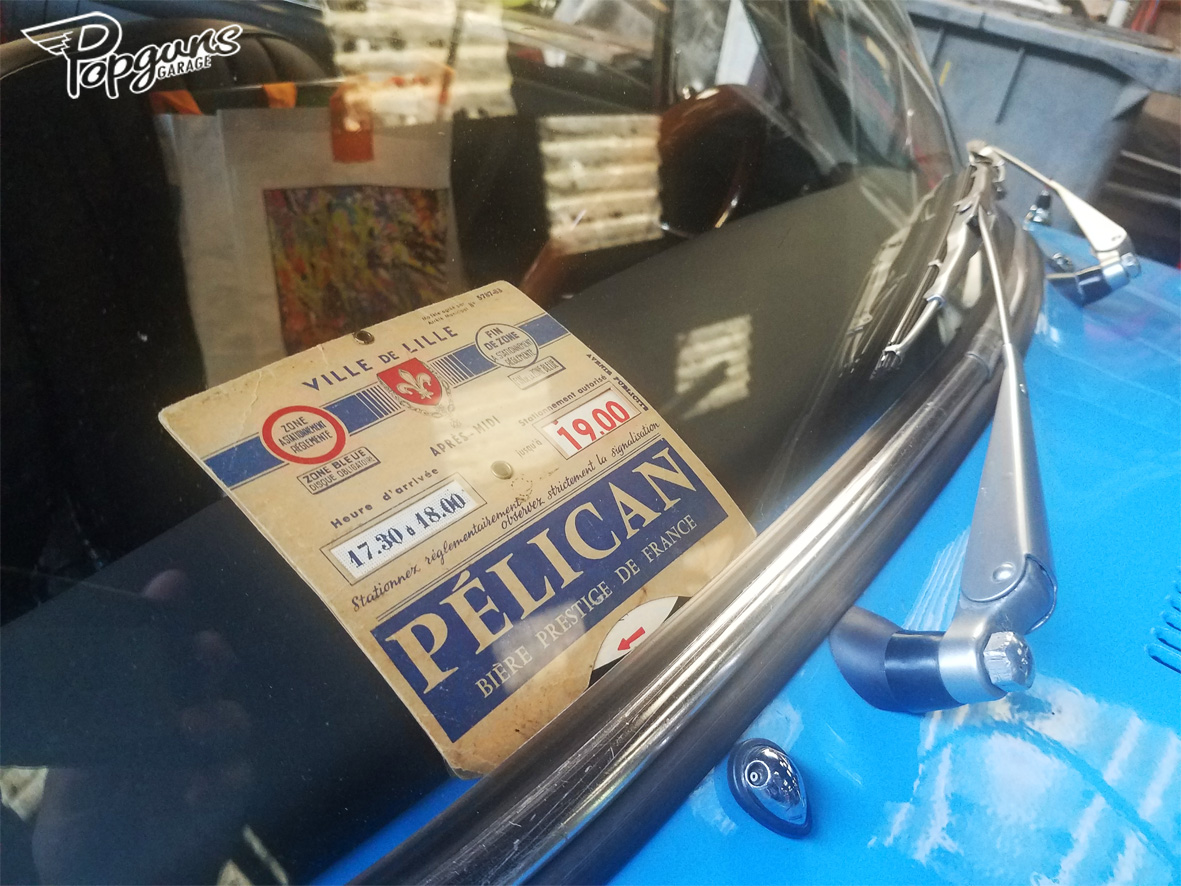 Popguns
GARAGE
VILLE DE LILLE
FIN
DE ZONE
A STATIONNEMENT
RÉGLEMENTÉ
ZONE
A STATIONNEMENT
RÉGLEMENTÉ
ZONE BLEUE
DISQUE OBLIGATOIRE
APRÈS-MIDI
Stationnement autorisé
jusqu'à
19.00
Heure d'arrivée
17.30 à 18.00
Stationnez réglementairement
observez strictement la signalisation
PÉLICAN
BIÈRE PRESTIGE DE FRANCE